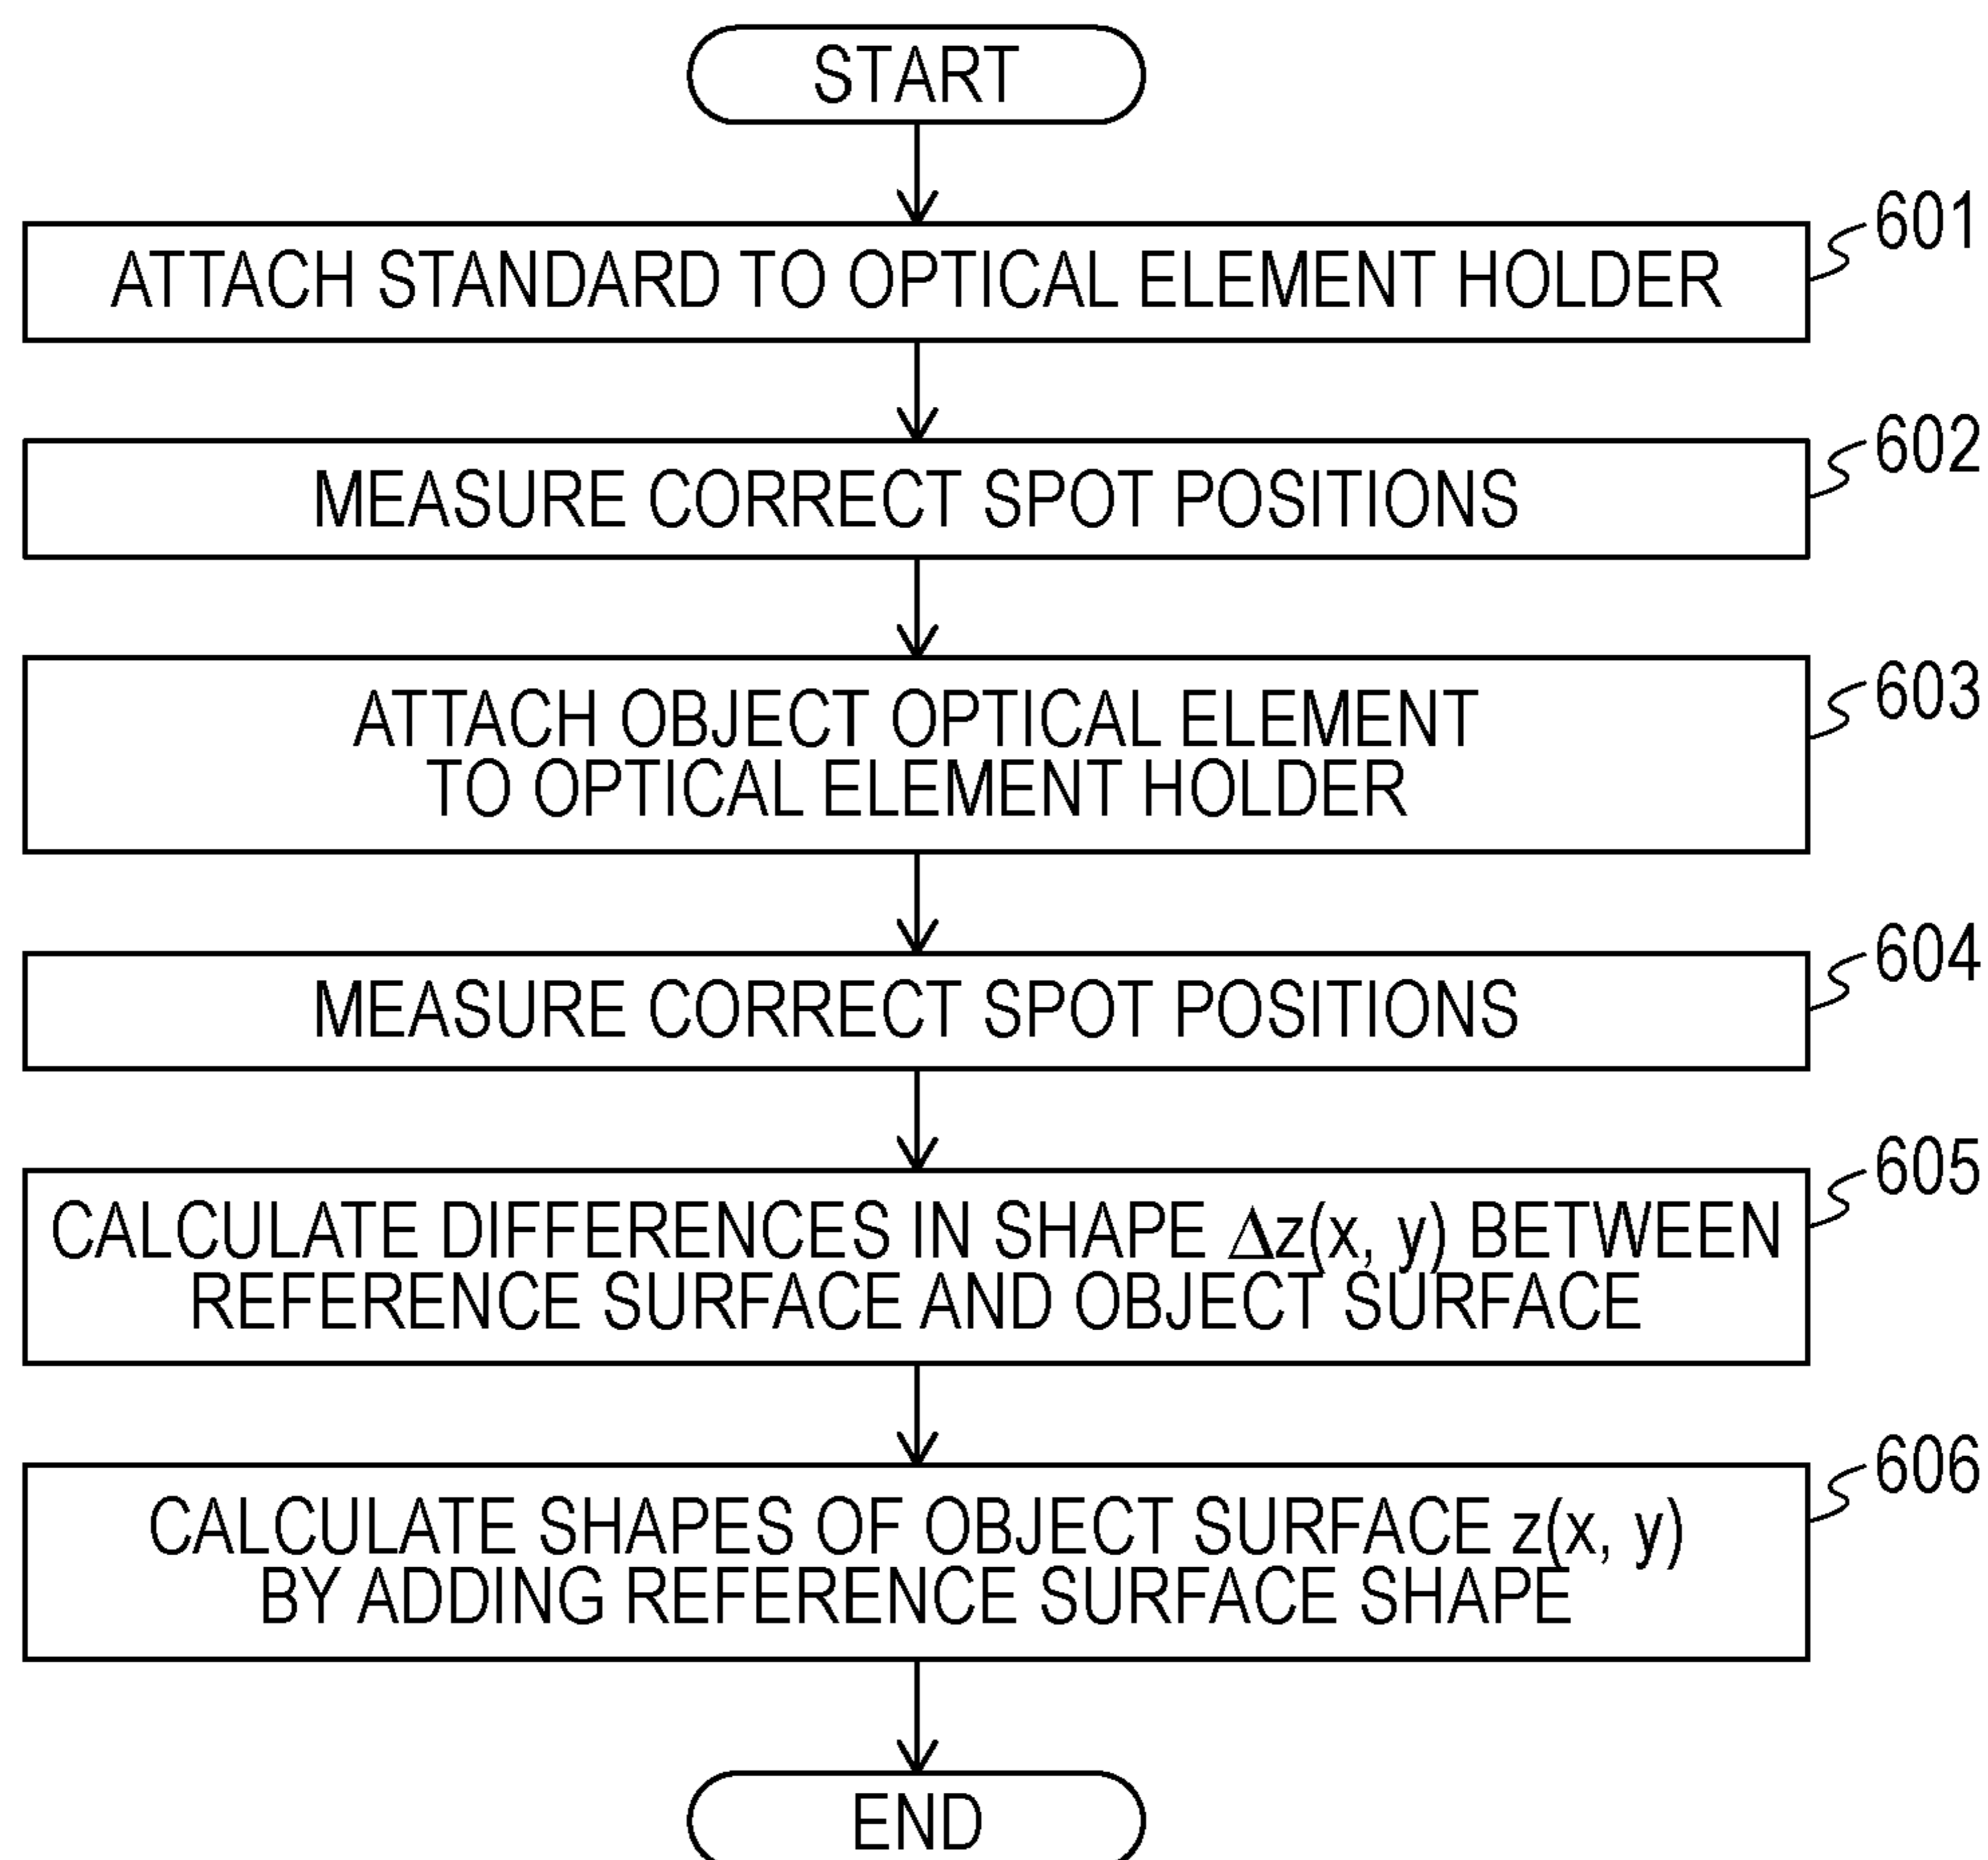 START
601
ATTACH STANDARD TO OPTICAL ELEMENT HOLDER
602
MEASURE CORRECT SPOT POSITIONS
603
ATTACH OBJECT OPTICAL ELEMENT
TO OPTICAL ELEMENT HOLDER
604
MEASURE CORRECT SPOT POSITIONS
605
CALCULATE DIFFERENCES IN SHAPE Δz(x, y) BETWEEN
REFERENCE SURFACE AND OBJECT SURFACE
606
CALCULATE SHAPES OF OBJECT SURFACE z(x, y)
BY ADDING REFERENCE SURFACE SHAPE
END